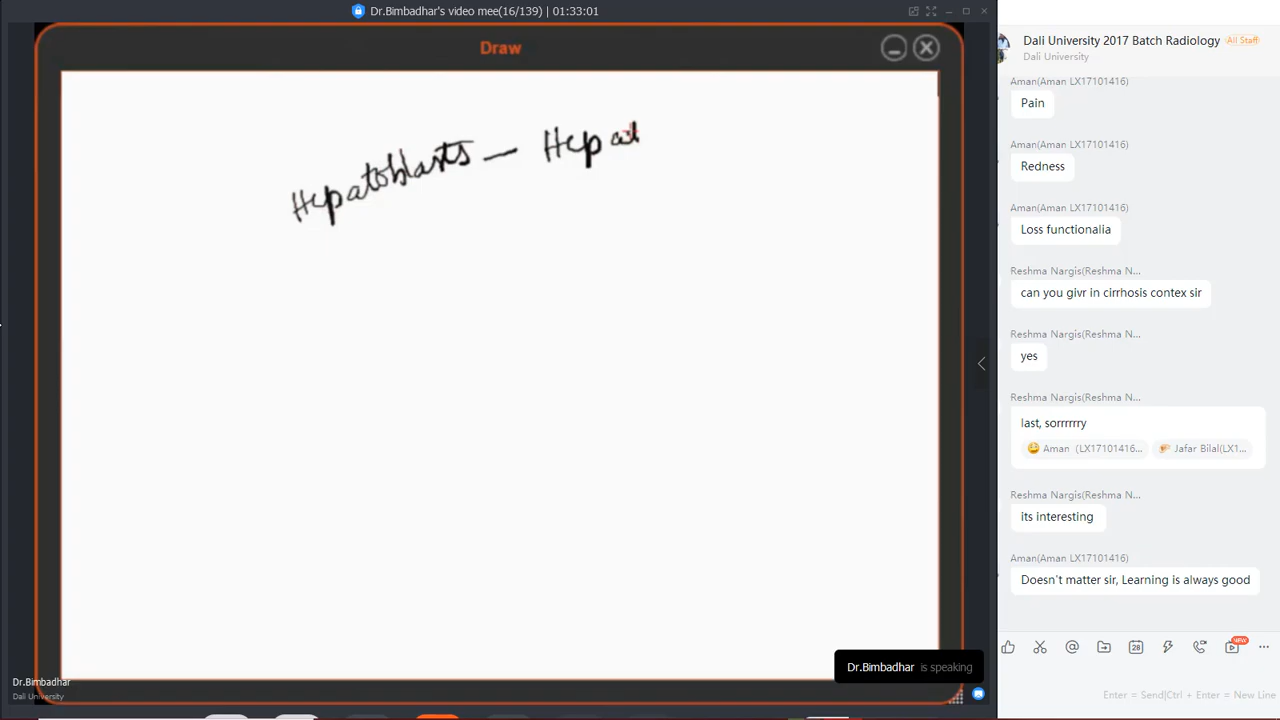 Dr.Bimbadhar's video mee(16/139) | 01:33:01
Draw
Hepatoblasts — Hepat
Dr.Bimbadhar is speaking
Dr.Bimbadhar
Dali University
Dali University 2017 Batch Radiology All Staff
Dali University
Aman(Aman LX17101416)
Pain
Aman(Aman LX17101416)
Redness
Aman(Aman LX17101416)
Loss functionalia
Reshma Nargis(Reshma N...
can you givr in cirrhosis contex sir
Reshma Nargis(Reshma N...
yes
Reshma Nargis(Reshma N...
last, sorrrrrry
Aman (LX17101416... Jafar Bilal(LX1...
Reshma Nargis(Reshma N...
its interesting
Aman(Aman LX17101416)
Doesn't matter sir, Learning is always good
28 NEW
Enter = Send|Ctrl + Enter = New Line